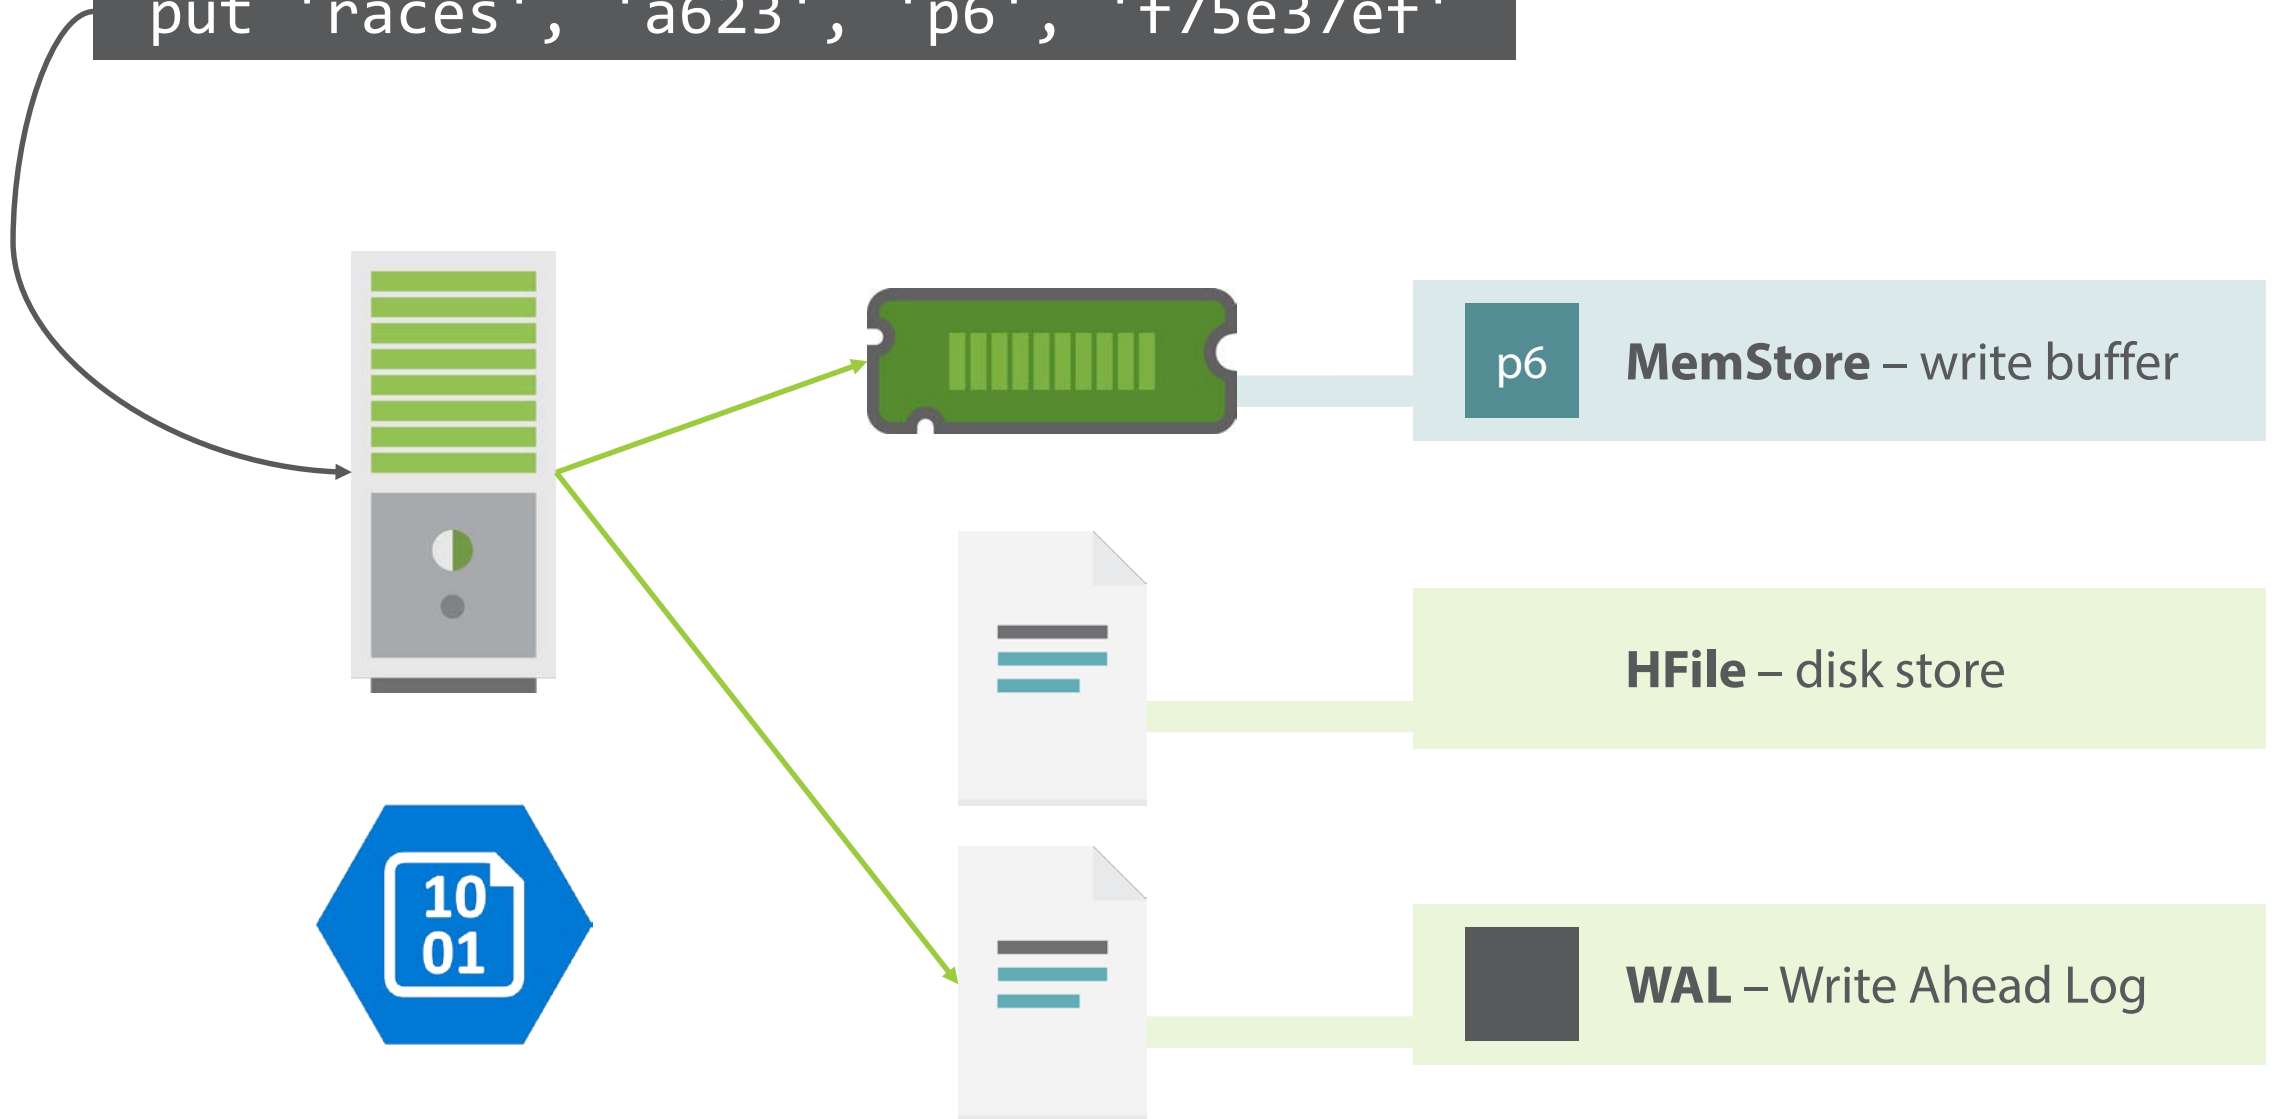 put 'races', 'a623', 'p6', 'f75e37ef'
p6
MemStore – write buffer
HFile – disk store
10
01
WAL – Write Ahead Log